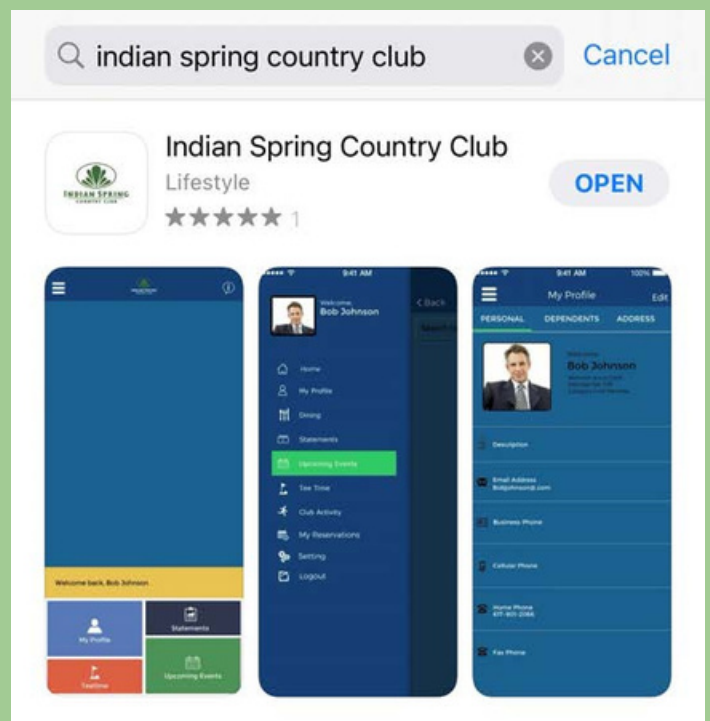 indian spring country club
Cancel
INDIAN SPRING
COUNTRY CLUB
Indian Spring Country Club
Lifestyle
OPEN
1
Welcome back, Bob Johnson
My Profile
Statements
Teetime
Upcoming Events
9:41 AM
Welcome,
Bob Johnson
Back
Home
My Profile
Dining
Statements
Upcoming Events
Tee Time
Club Activity
My Reservations
Setting
Logout
9:41 AM
100%
My Profile
Edit
PERSONAL
DEPENDENTS
ADDRESS
Welcome
Bob Johnson
Description
Email Address
Business Phone
Cellular Phone
Home Phone
Fax Phone